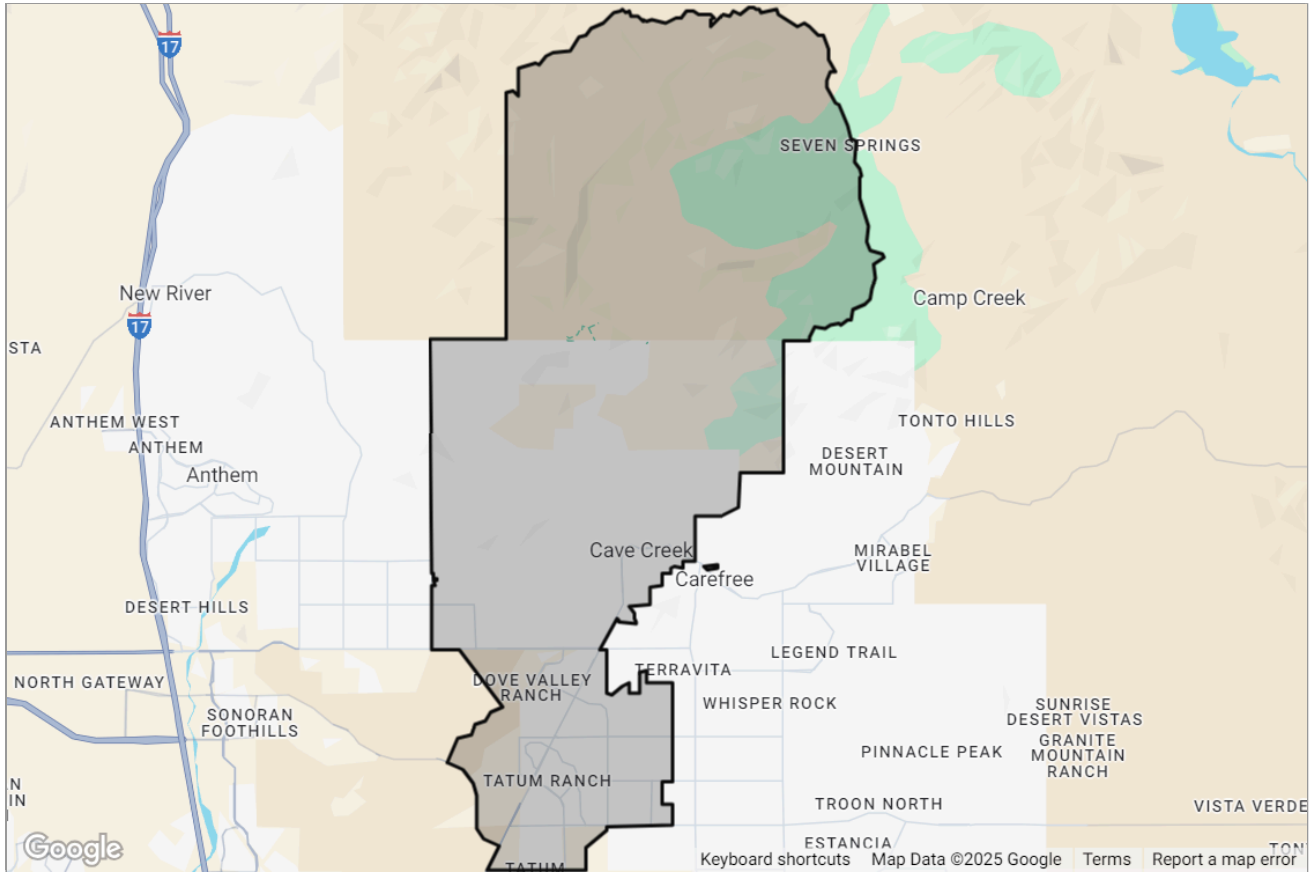 17
SEVEN SPRINGS
New River
Camp Creek
17
STA
ANTHEM WEST
TONTO HILLS
ANTHEM
DESERT
MOUNTAIN
Anthem
Cave Creek
MIRABEL
VILLAGE
Carefree
DESERT HILLS
LEGEND TRAIL
TERRAVITA
NORTH GATEWAY
DOVE VALLEY
RANCH
WHISPER ROCK
SONORAN
FOOTHILLS
SUNRISE
DESERT VISTAS
PINNACLE PEAK
GRANITE
MOUNTAIN
RANCH
TATUM RANCH
N
IN
TROON NORTH
VISTA VERDE
ESTANCIA
Google
TATUM
TON
Keyboard shortcuts Map Data ©2025 Google Terms Report a map error